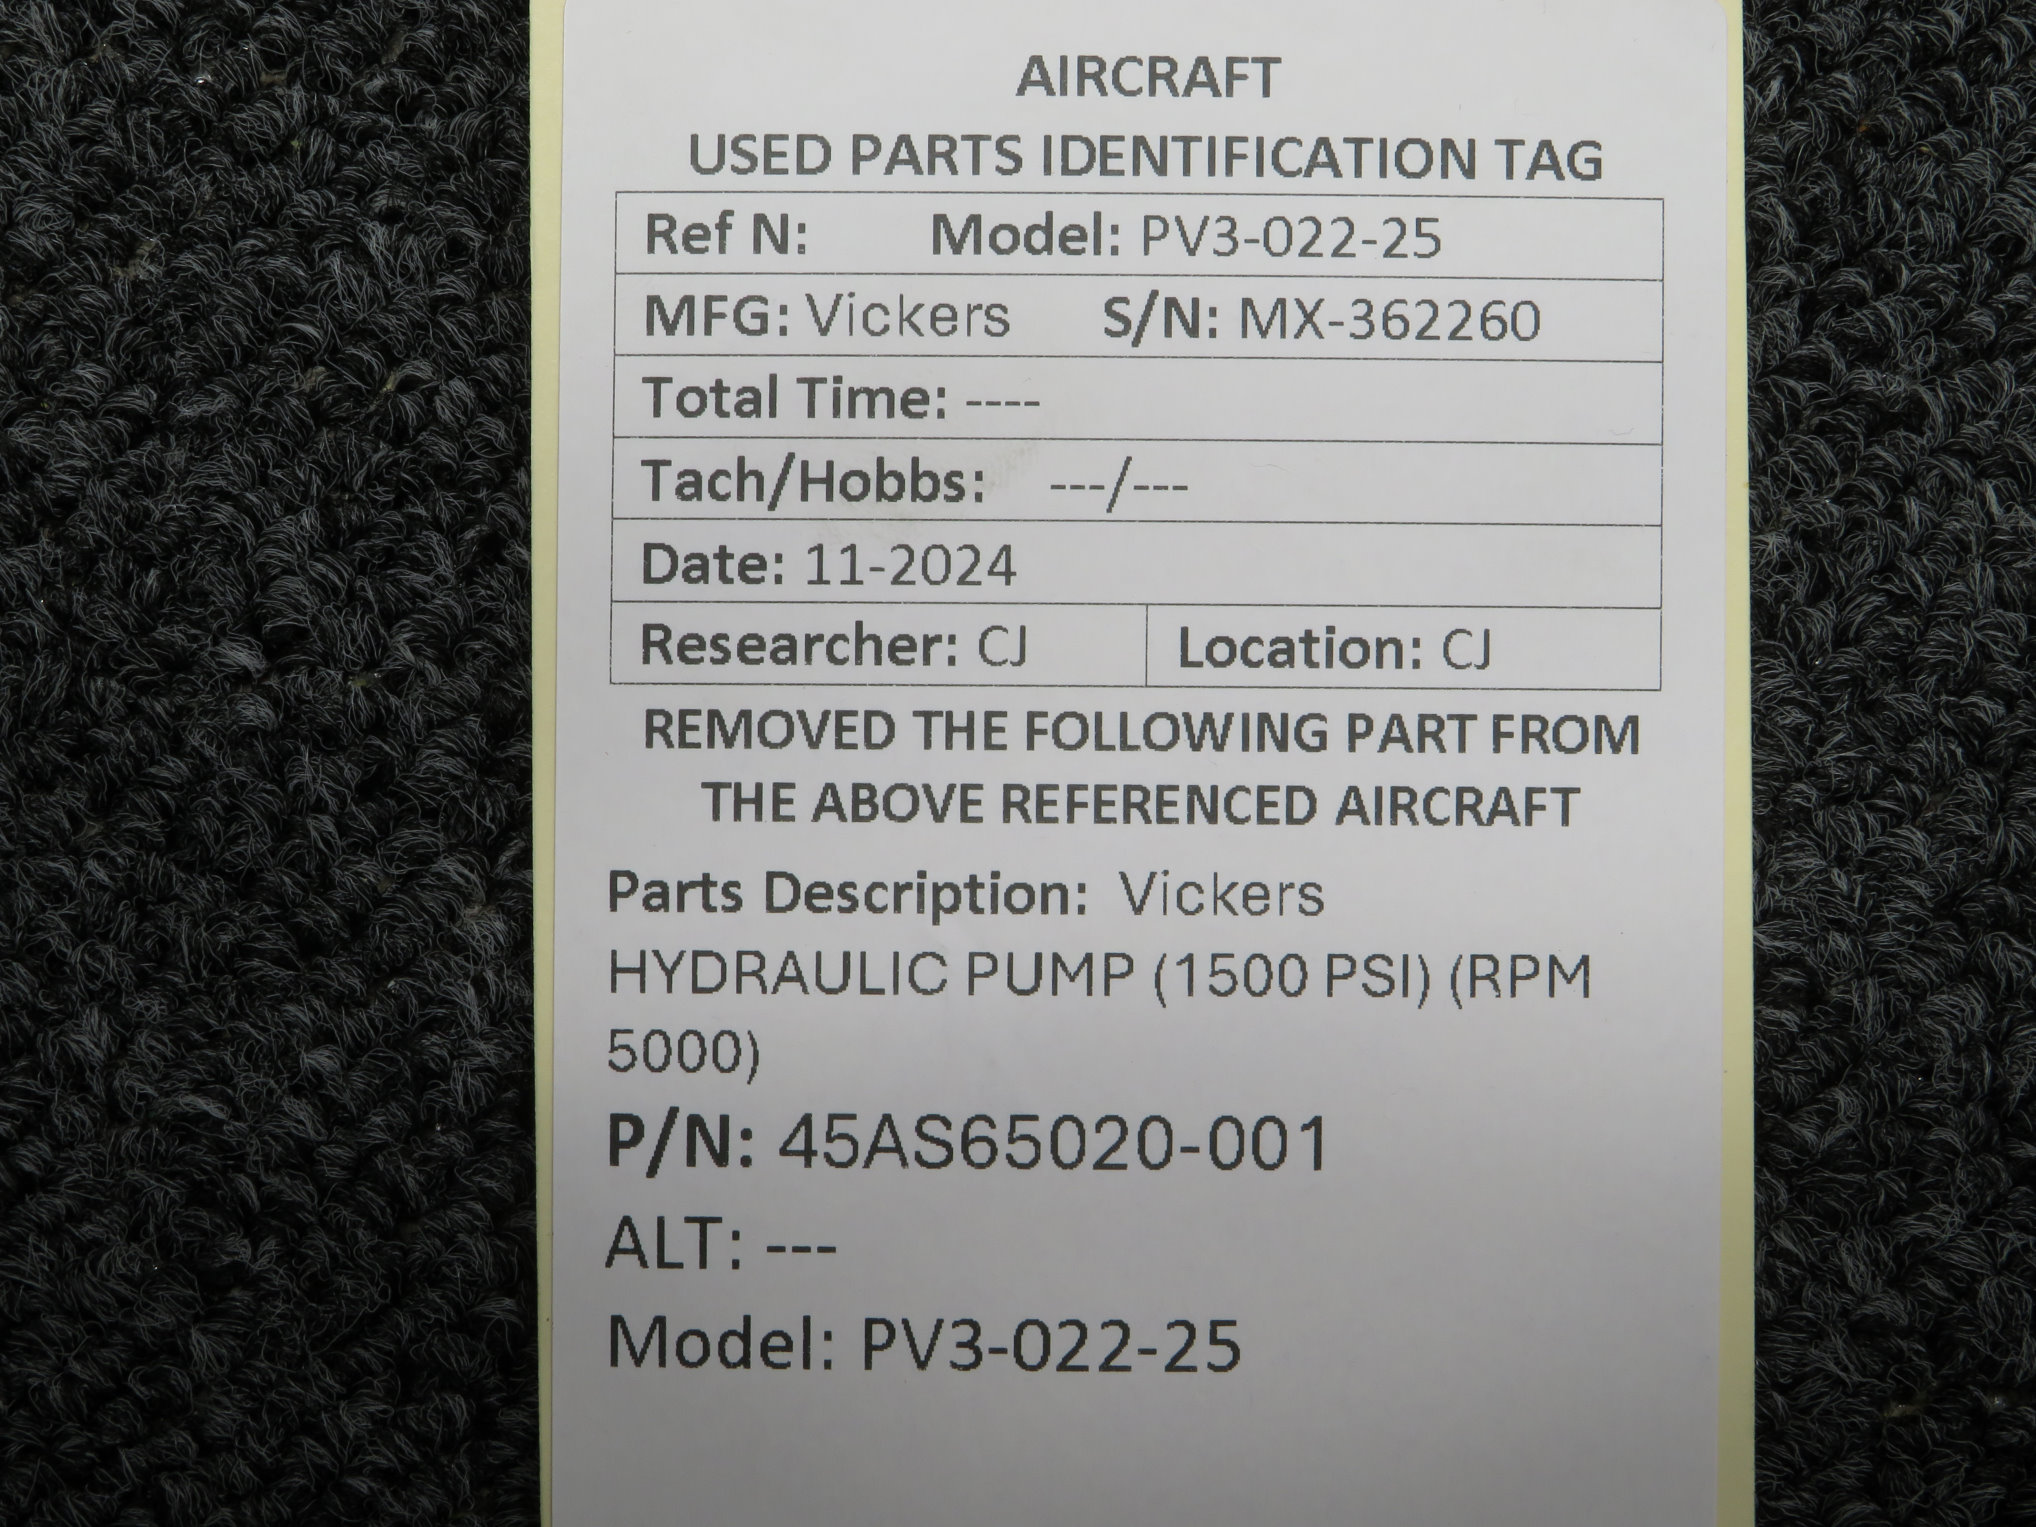 AIRCRAFT
USED PARTS IDENTIFICATION TAG
Ref N: Model: PV3-022-25
MFG: Vickers S/N: MX-362260
Total Time: ----
Tach/Hobbs: ---/---
Date: 11-2024
Researcher: CJ Location: CJ
REMOVED THE FOLLOWING PART FROM
THE ABOVE REFERENCED AIRCRAFT
Parts Description: Vickers
HYDRAULIC PUMP (1500 PSI) (RPM
5000)
P/N: 45AS65020-001
ALT: ---
Model: PV3-022-25